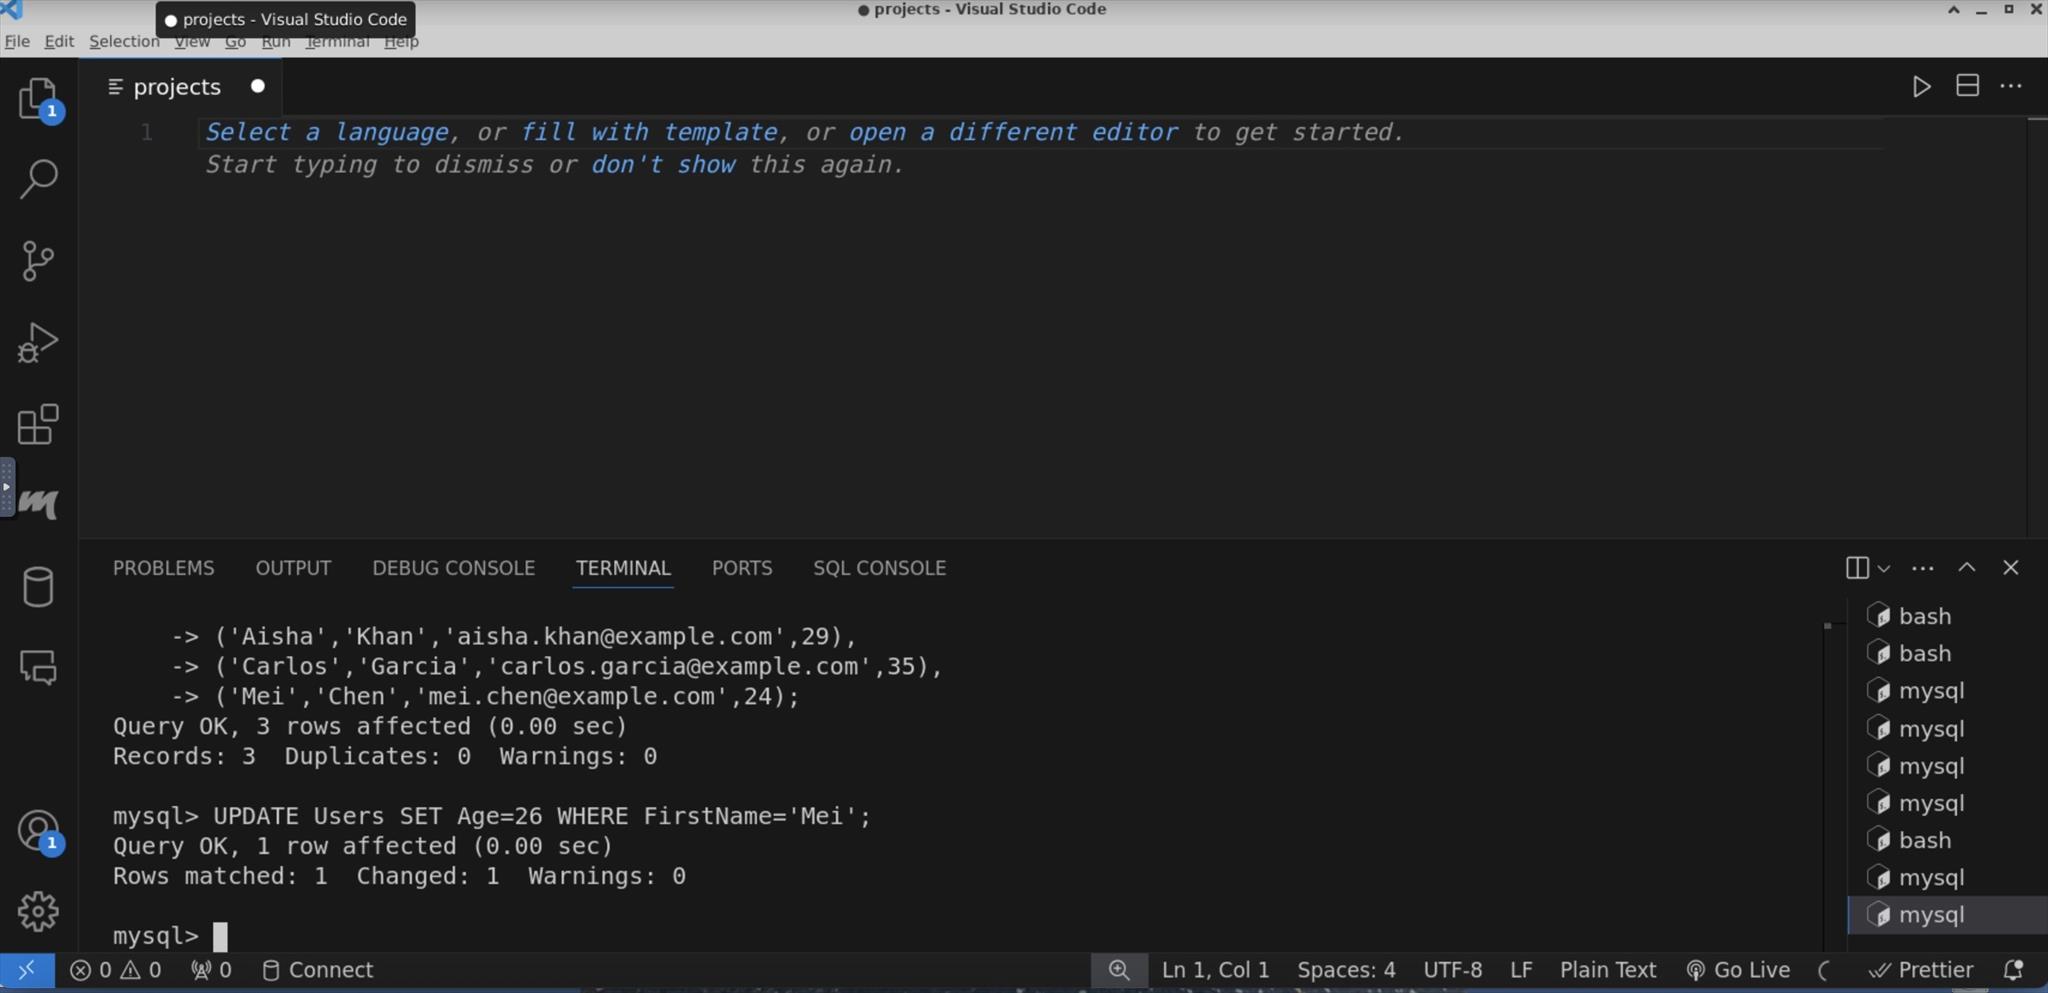 projects - Visual Studio Code
projects - Visual Studio Code
File Edit Selection View Go Run Terminal Help
projects
1 Select a language, or fill with template, or open a different editor to get started.
Start typing to dismiss or don't show this again.
1
PROBLEMS OUTPUT DEBUG CONSOLE TERMINAL PORTS SQL CONSOLE
-> ('Aisha','Khan','aisha.khan@example.com',29),
-> ('Carlos','Garcia','carlos.garcia@example.com',35),
-> ('Mei','Chen','mei.chen@example.com',24);
Query OK, 3 rows affected (0.00 sec)
Records: 3  Duplicates: 0  Warnings: 0
mysql> UPDATE Users SET Age=26 WHERE FirstName='Mei';
Query OK, 1 row affected (0.00 sec)
Rows matched: 1  Changed: 1  Warnings: 0
mysql>
bash
bash
mysql
mysql
mysql
mysql
bash
mysql
mysql
1
0 0 0 Connect Ln 1, Col 1 Spaces: 4 UTF-8 LF Plain Text Go Live Prettier